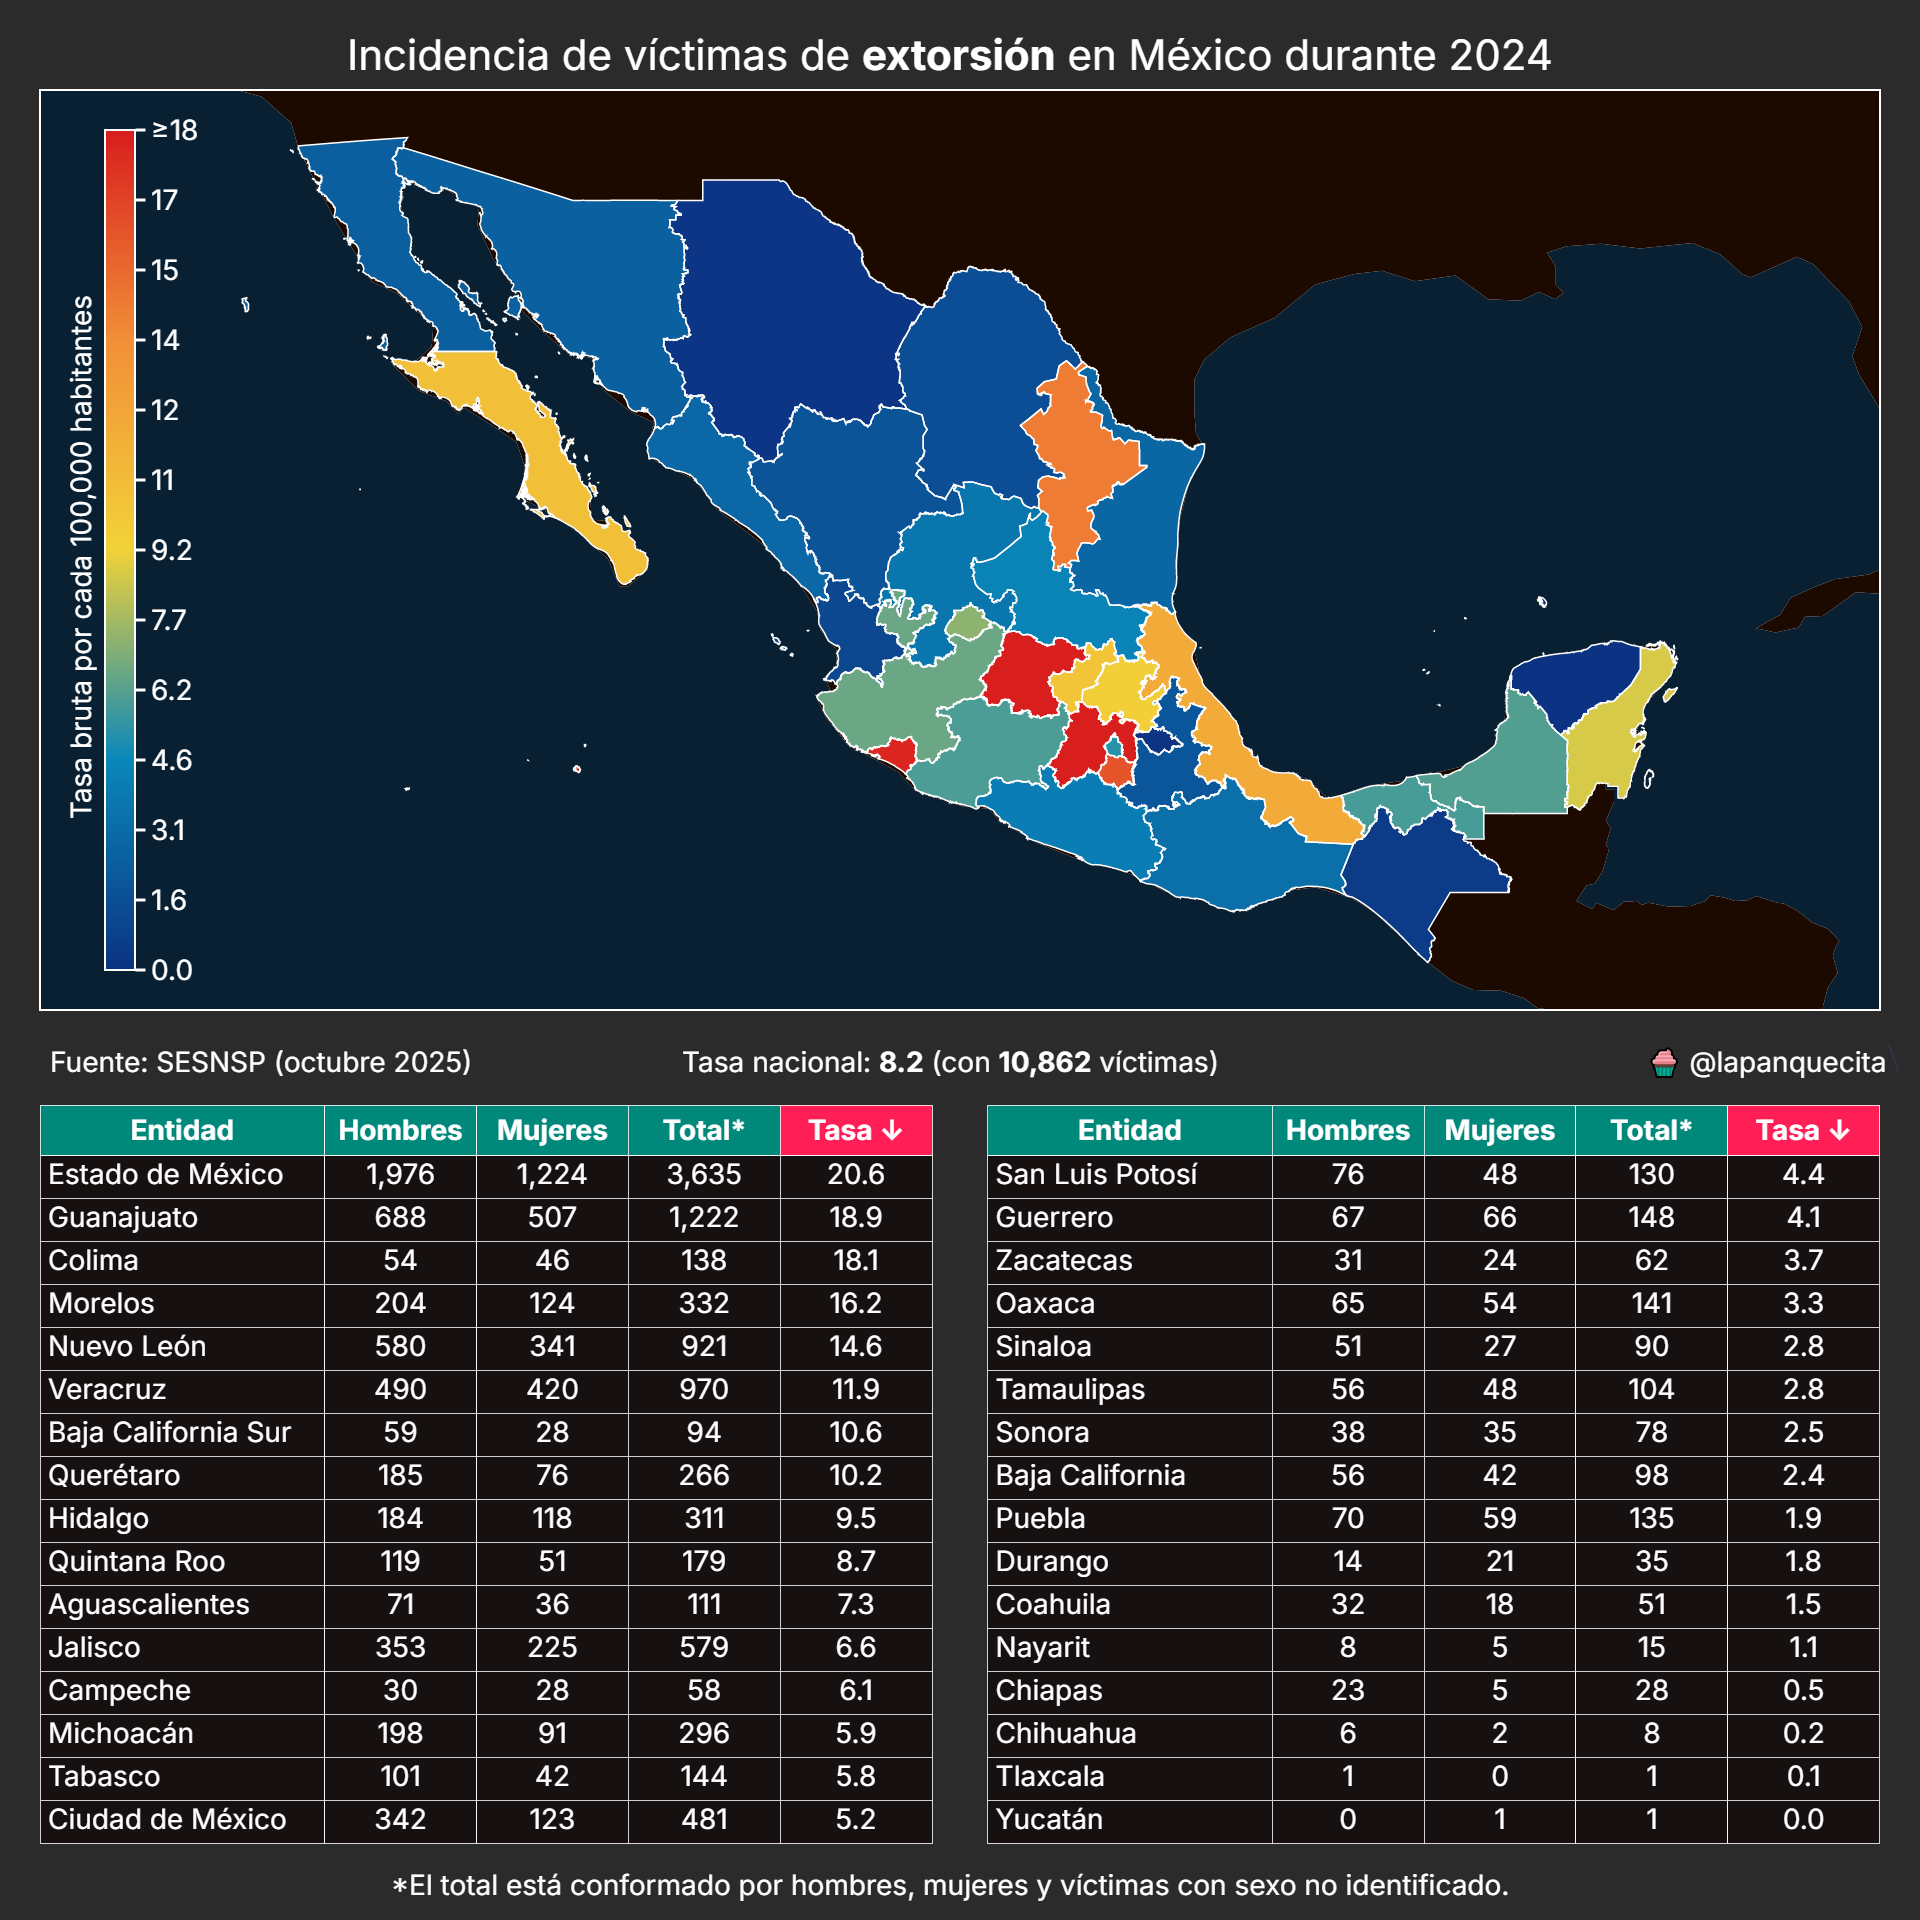 Incidencia de víctimas de extorsión en México durante 2024
Tasa bruta por cada 100,000 habitantes
≥18
17
15
14
12
11
9.2
7.7
6.2
4.6
3.1
1.6
0.0
Fuente: SESNSP (octubre 2025)
Tasa nacional: 8.2 (con 10,862 víctimas)
@lapanquecita
Entidad Hombres Mujeres Total* Tasa ↓
Estado de México 1,976 1,224 3,635 20.6
Guanajuato 688 507 1,222 18.9
Colima 54 46 138 18.1
Morelos 204 124 332 16.2
Nuevo León 580 341 921 14.6
Veracruz 490 420 970 11.9
Baja California Sur 59 28 94 10.6
Querétaro 185 76 266 10.2
Hidalgo 184 118 311 9.5
Quintana Roo 119 51 179 8.7
Aguascalientes 71 36 111 7.3
Jalisco 353 225 579 6.6
Campeche 30 28 58 6.1
Michoacán 198 91 296 5.9
Tabasco 101 42 144 5.8
Ciudad de México 342 123 481 5.2
Entidad Hombres Mujeres Total* Tasa ↓
San Luis Potosí 76 48 130 4.4
Guerrero 67 66 148 4.1
Zacatecas 31 24 62 3.7
Oaxaca 65 54 141 3.3
Sinaloa 51 27 90 2.8
Tamaulipas 56 48 104 2.8
Sonora 38 35 78 2.5
Baja California 56 42 98 2.4
Puebla 70 59 135 1.9
Durango 14 21 35 1.8
Coahuila 32 18 51 1.5
Nayarit 8 5 15 1.1
Chiapas 23 5 28 0.5
Chihuahua 6 2 8 0.2
Tlaxcala 1 0 1 0.1
Yucatán 0 1 1 0.0
*El total está conformado por hombres, mujeres y víctimas con sexo no identificado.